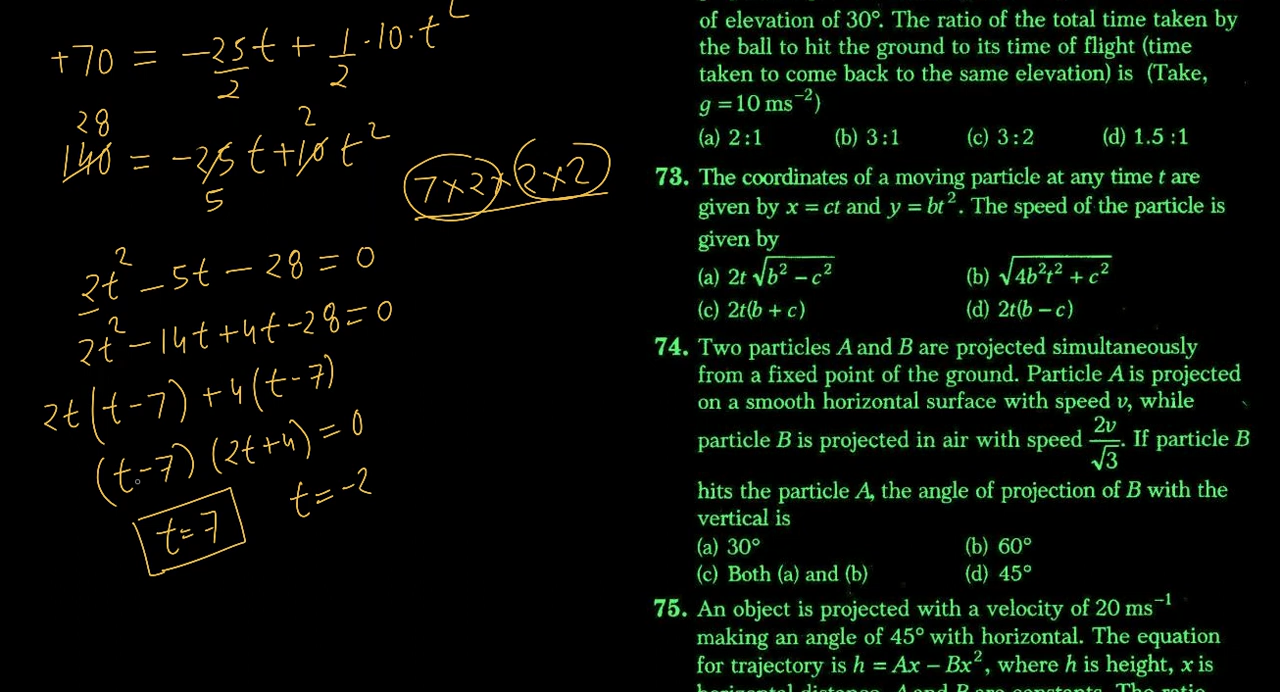 +70 = -25/2 t + 1/2 · 10 · t²
28 2
140 = -25 t + 10 t²
5
7×2×2×2
2t² - 5t - 28 = 0
2t² - 14t + 4t - 28 = 0
2t(t-7) + 4(t-7)
(t-7) (2t+4) = 0
t = -2
t = 7
of elevation of 30°. The ratio of the total time taken by
the ball to hit the ground to its time of flight (time
taken to come back to the same elevation) is (Take,
g = 10 ms⁻²)
(a) 2:1 (b) 3:1 (c) 3:2 (d) 1.5:1
73. The coordinates of a moving particle at any time t are
given by x = ct and y = bt². The speed of the particle is
given by
(a) 2t √(b² − c²) (b) √(4b²t² + c²)
(c) 2t(b + c) (d) 2t(b − c)
74. Two particles A and B are projected simultaneously
from a fixed point of the ground. Particle A is projected
on a smooth horizontal surface with speed v, while
particle B is projected in air with speed 2v/√3. If particle B
hits the particle A, the angle of projection of B with the
vertical is
(a) 30° (b) 60°
(c) Both (a) and (b) (d) 45°
75. An object is projected with a velocity of 20 ms⁻¹
making an angle of 45° with horizontal. The equation
for trajectory is h = Ax − Bx², where h is height, x is